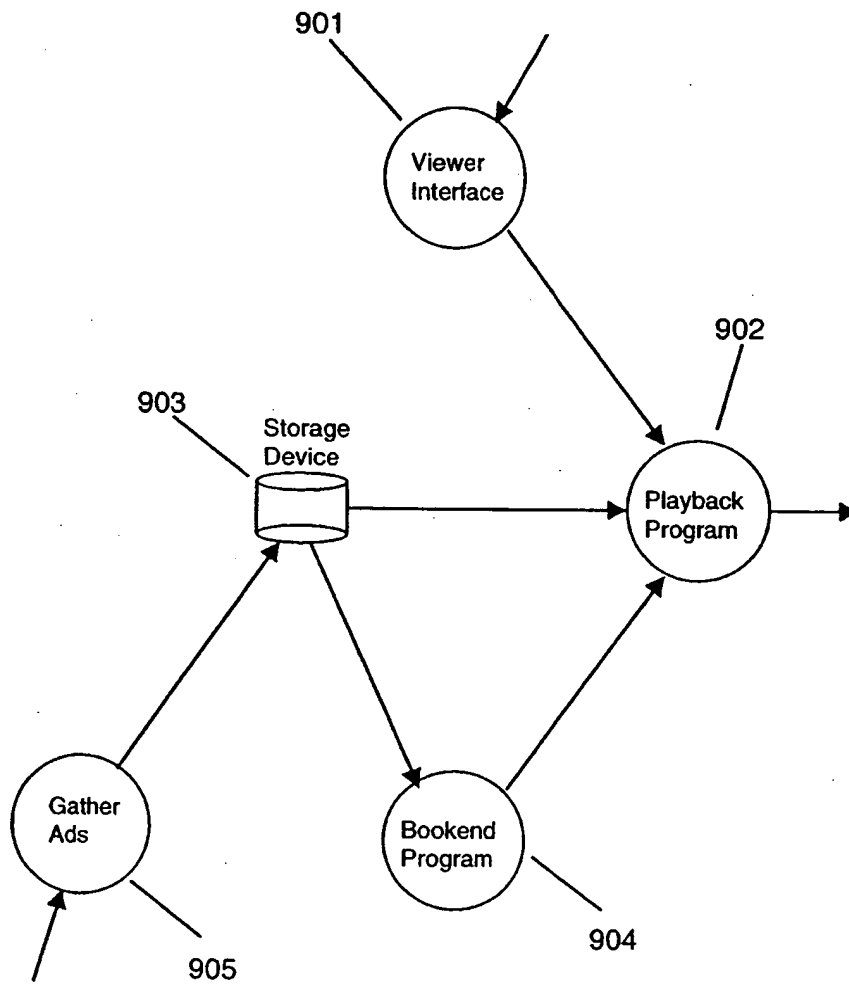 901
Viewer
Interface
902
903
Storage
Device
Playback
Program
Gather
Ads
Bookend
Program
904
905